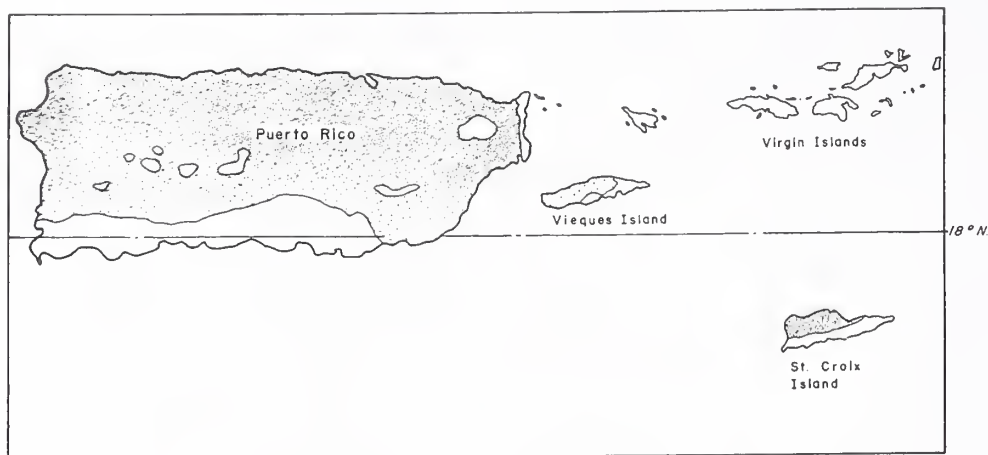 Puerto Rico
Virgin Islands
Vieques Island
18° N.
St. Croix
Island